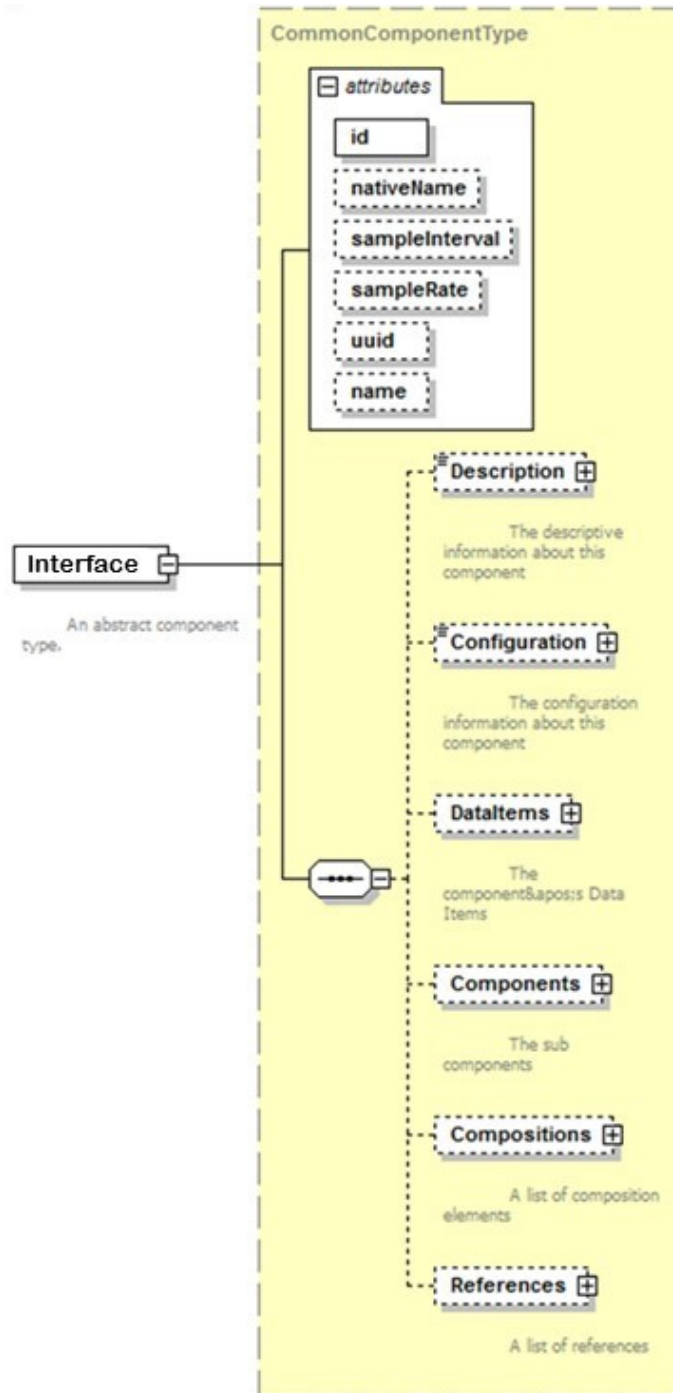 CommonComponentType
attributes
id
nativeName
sampleInterval
sampleRate
uuid
name
Description
The descriptive
information about this
component
Interface
An abstract component
type.
Configuration
The configuration
information about this
component
DataItems
The
component&apos;s Data
Items
Components
The sub
components
Compositions
A list of composition
elements
References
A list of references